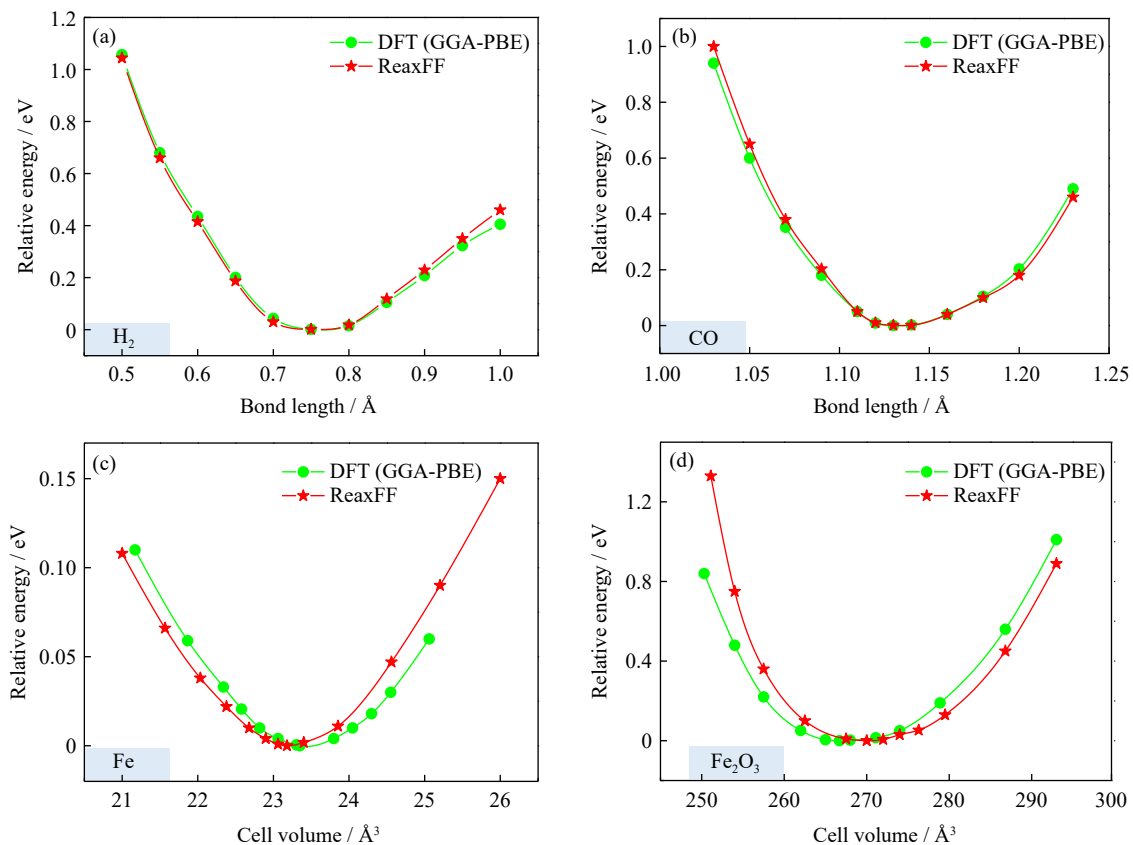 (a)
DFT (GGA-PBE)
ReaxFF
1.2
1.0
0.8
0.6
0.4
0.2
0
Relative energy / eV
H₂
0.5 0.6 0.7 0.8 0.9 1.0
Bond length / Å
(b)
DFT (GGA-PBE)
ReaxFF
1.0
0.8
0.6
0.4
0.2
0
Relative energy / eV
CO
1.00 1.05 1.10 1.15 1.20 1.25
Bond length / Å
(c)
DFT (GGA-PBE)
ReaxFF
0.15
0.10
0.05
0
Relative energy / eV
Fe
21 22 23 24 25 26
Cell volume / Å³
(d)
DFT (GGA-PBE)
ReaxFF
1.2
0.8
0.4
0
Relative energy / eV
Fe₂O₃
250 260 270 280 290 300
Cell volume / Å³